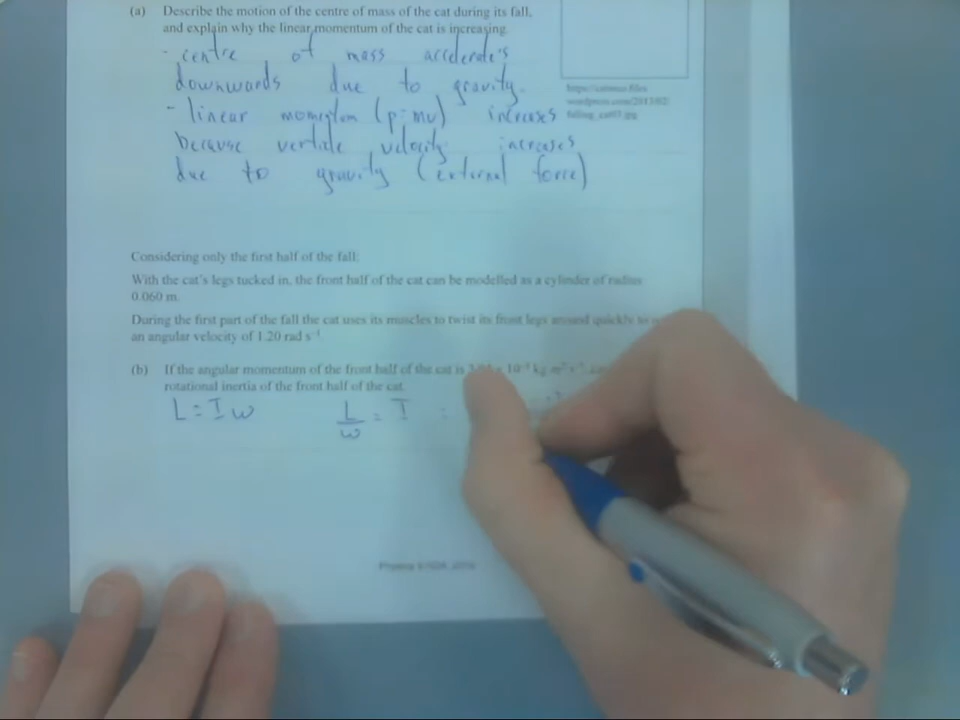 (a) Describe the motion of the centre of mass of the cat during its fall,
and explain why the linear momentum of the cat is increasing.
- centre of mass accelerate's
downwards due to gravity.
- linear momentum (p=mv) increases
because verticle velocity increases
due to gravity (external force)
Considering only the first half of the fall:
With the cat's legs tucked in, the front half of the cat can be modelled as a cylinder of radius
0.060 m.
During the first part of the fall the cat uses its muscles to twist its front legs around quickly to
an angular velocity of 1.20 rad s⁻¹.
(b) If the angular momentum of the front half of the cat is kg m² s⁻¹,
rotational inertia of the front half of the cat.
L = Iω L/ω = I =